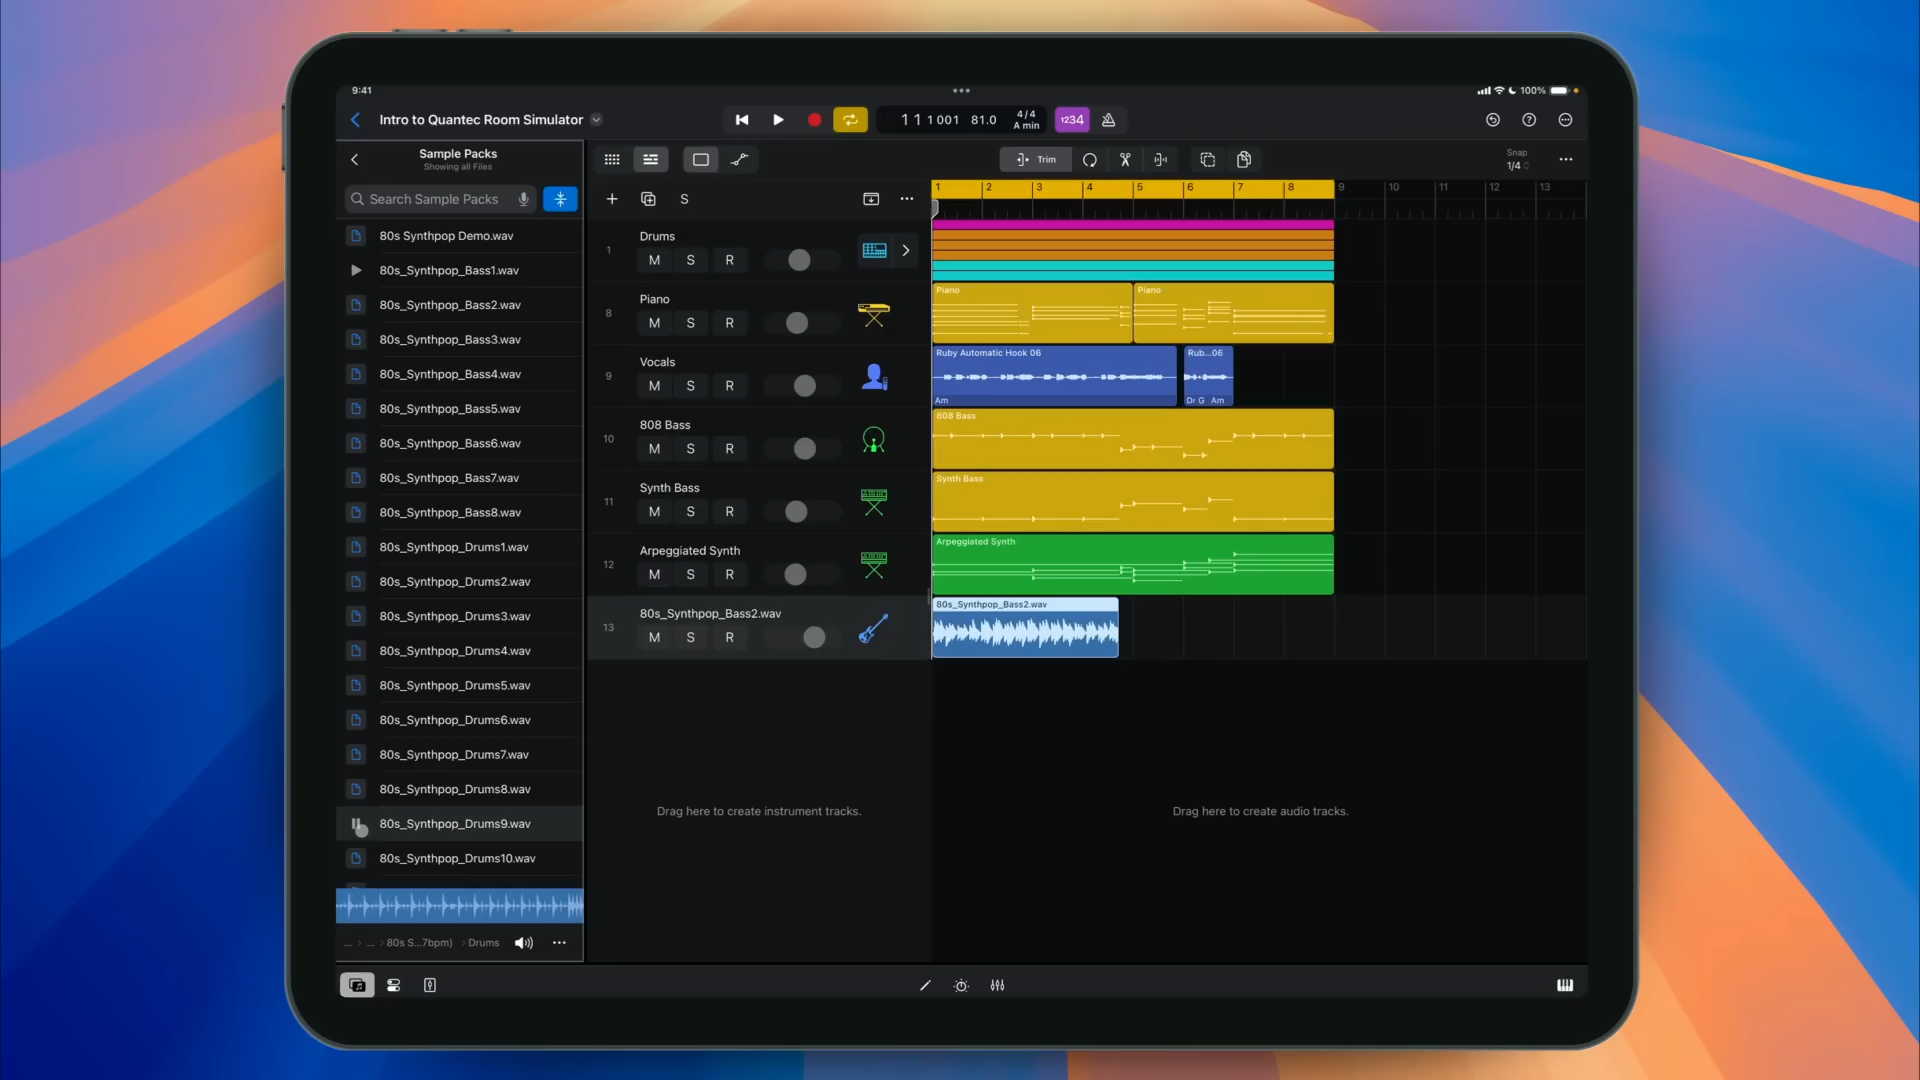 9:41
100%
Intro to Quantec Room Simulator
1 1 1 001 81.0
4/4
A min
1234
Sample Packs
Showing all Files
Search Sample Packs
80s Synthpop Demo.wav
80s_Synthpop_Bass1.wav
80s_Synthpop_Bass2.wav
80s_Synthpop_Bass3.wav
80s_Synthpop_Bass4.wav
80s_Synthpop_Bass5.wav
80s_Synthpop_Bass6.wav
80s_Synthpop_Bass7.wav
80s_Synthpop_Bass8.wav
80s_Synthpop_Drums1.wav
80s_Synthpop_Drums2.wav
80s_Synthpop_Drums3.wav
80s_Synthpop_Drums4.wav
80s_Synthpop_Drums5.wav
80s_Synthpop_Drums6.wav
80s_Synthpop_Drums7.wav
80s_Synthpop_Drums8.wav
80s_Synthpop_Drums9.wav
80s_Synthpop_Drums10.wav
... > ... > 80s S...7bpm) > Drums
Trim
Snap
1/4
S
1 2 3 4 5 6 7 8 9 10 11 12 13
1
Drums
M S R
8
Piano
M S R
Piano
Piano
9
Vocals
M S R
Ruby Automatic Hook 06
Am
Rub...06
Dr G Am
10
808 Bass
M S R
808 Bass
11
Synth Bass
M S R
Synth Bass
12
Arpeggiated Synth
M S R
Arpeggiated Synth
13
80s_Synthpop_Bass2.wav
M S R
80s_Synthpop_Bass2.wav
Drag here to create instrument tracks.
Drag here to create audio tracks.